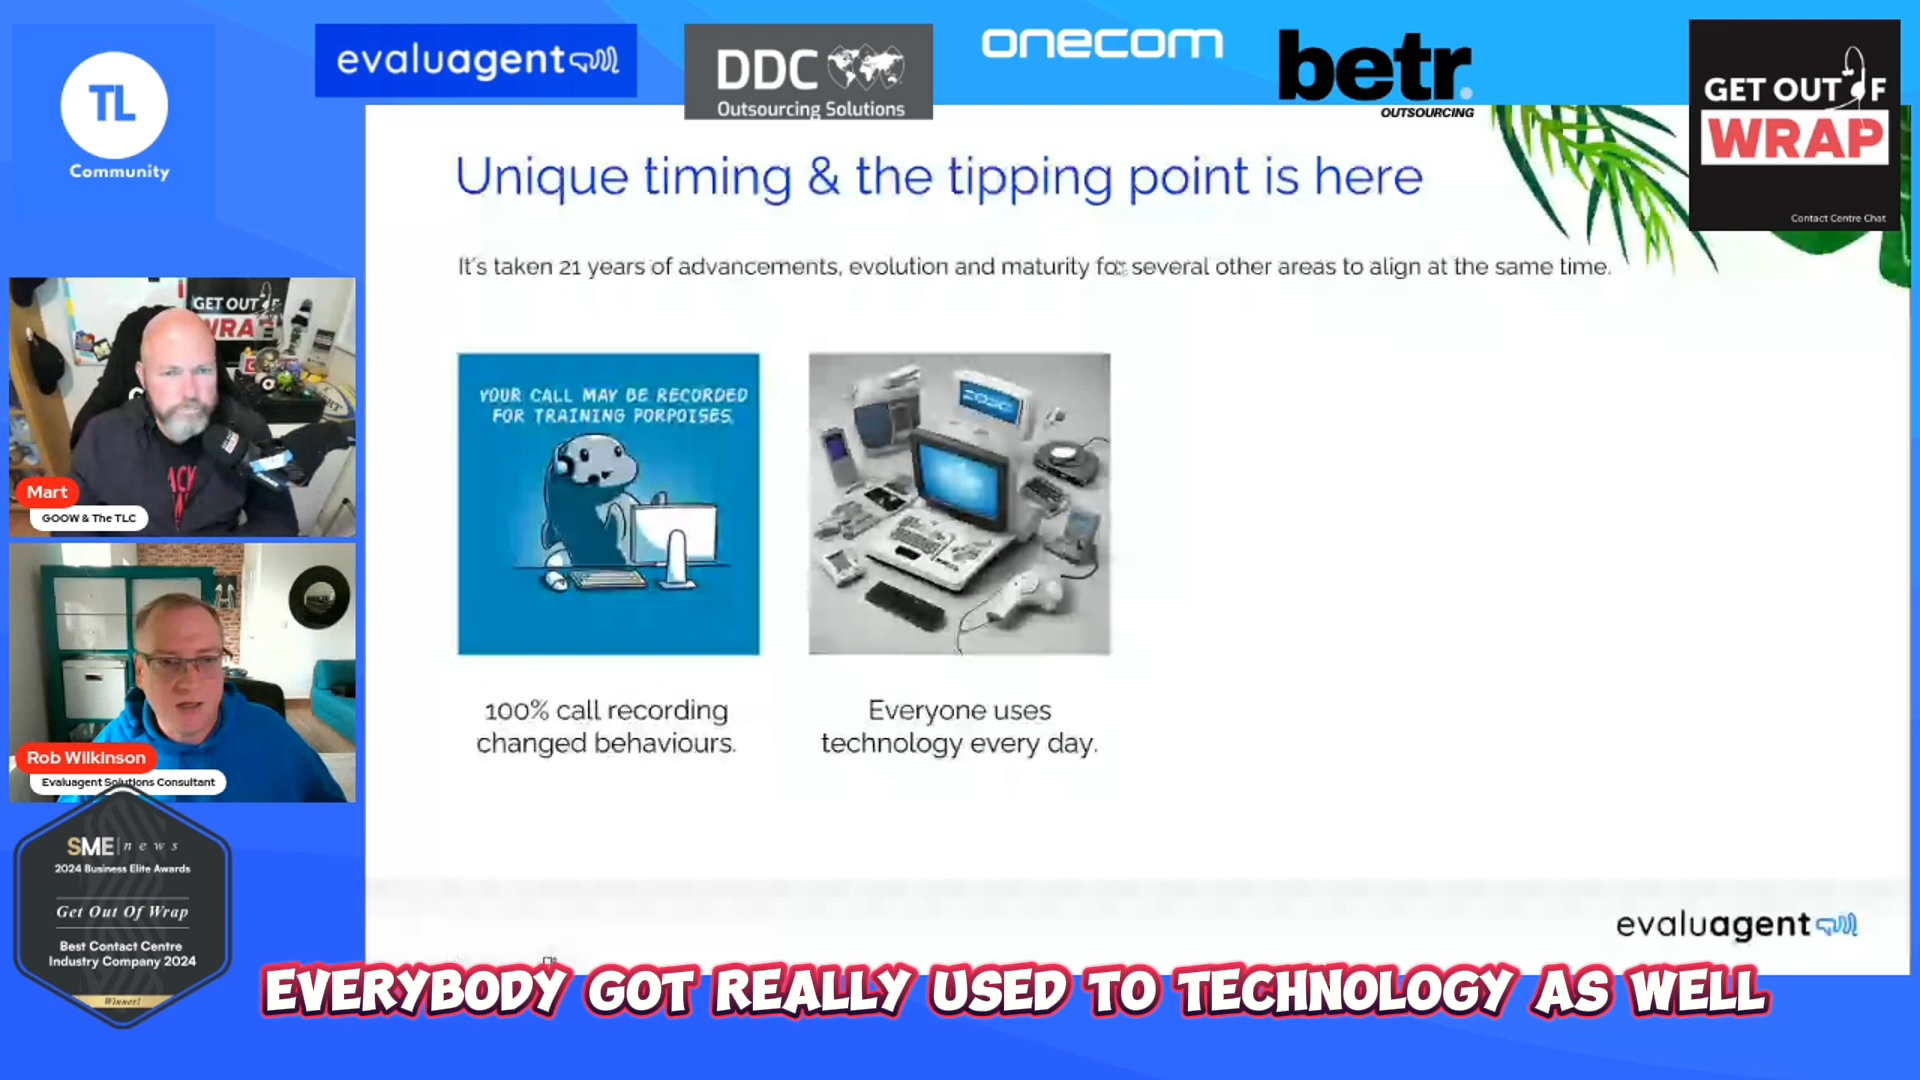 TL
Community
evaluagent
DDC
Outsourcing Solutions
onecom
betr.
OUTSOURCING
GET OUT OF
WRAP
Contact Centre Chat
Unique timing & the tipping point is here
It's taken 21 years of advancements, evolution and maturity for several other areas to align at the same time.
GET OUT OF
WRA
Mart
GOOW & The TLC
YOUR CALL MAY BE RECORDED
FOR TRAINING PORPOISES.
100% call recording
changed behaviours.
Everyone uses
technology every day.
Rob Wilkinson
Evaluagent Solutions Consultant
SME news
2024 Business Elite Awards
Get Out Of Wrap
Best Contact Centre
Industry Company 2024
Winner!
evaluagent
EVERYBODY GOT REALLY USED TO TECHNOLOGY AS WELL